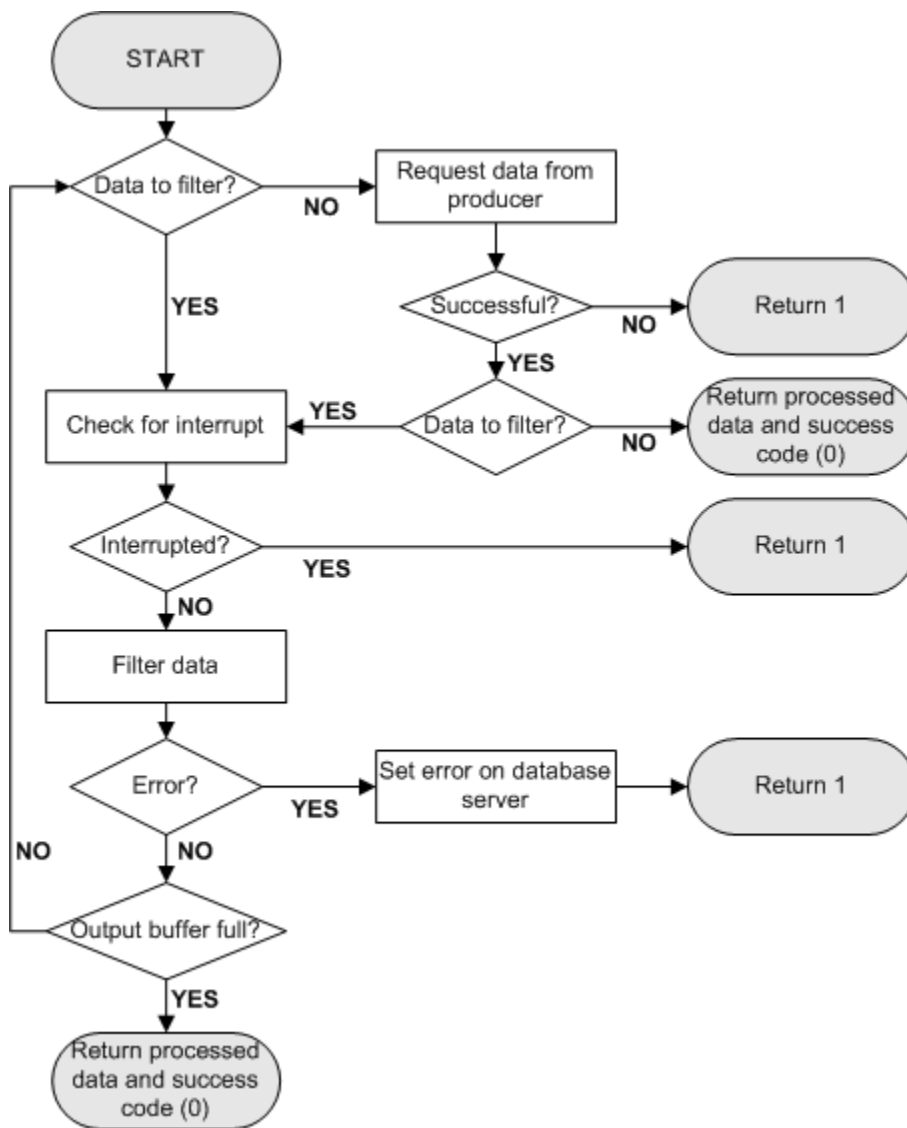 START
Data to filter?
NO
Request data from
producer
YES
Successful?
NO
Return 1
YES
Check for interrupt
YES
Data to filter?
NO
Return processed
data and success
code (0)
Interrupted?
YES
Return 1
NO
Filter data
Error?
YES
Set error on database
server
Return 1
NO
NO
Output buffer full?
YES
Return processed
data and success
code (0)